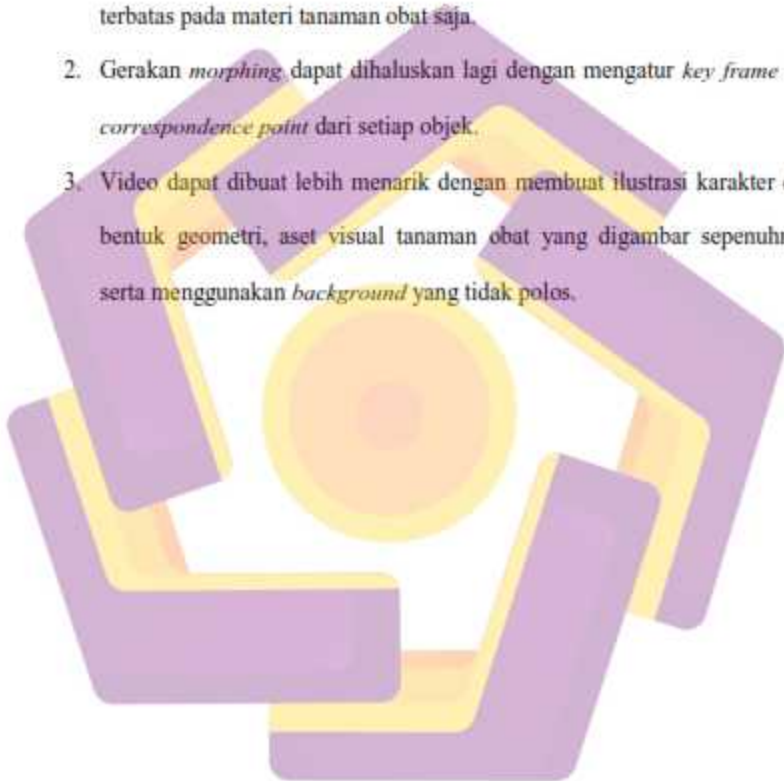 terbatas pada materi tanaman obat saja.
2. Gerakan morphing dapat dihaluskan lagi dengan mengatur key frame
correspondence point dari setiap objek.
3. Video dapat dibuat lebih menarik dengan membuat ilustrasi karakter
bentuk geometri, aset visual tanaman obat yang digambar
serta menggunakan background yang tidak polos.